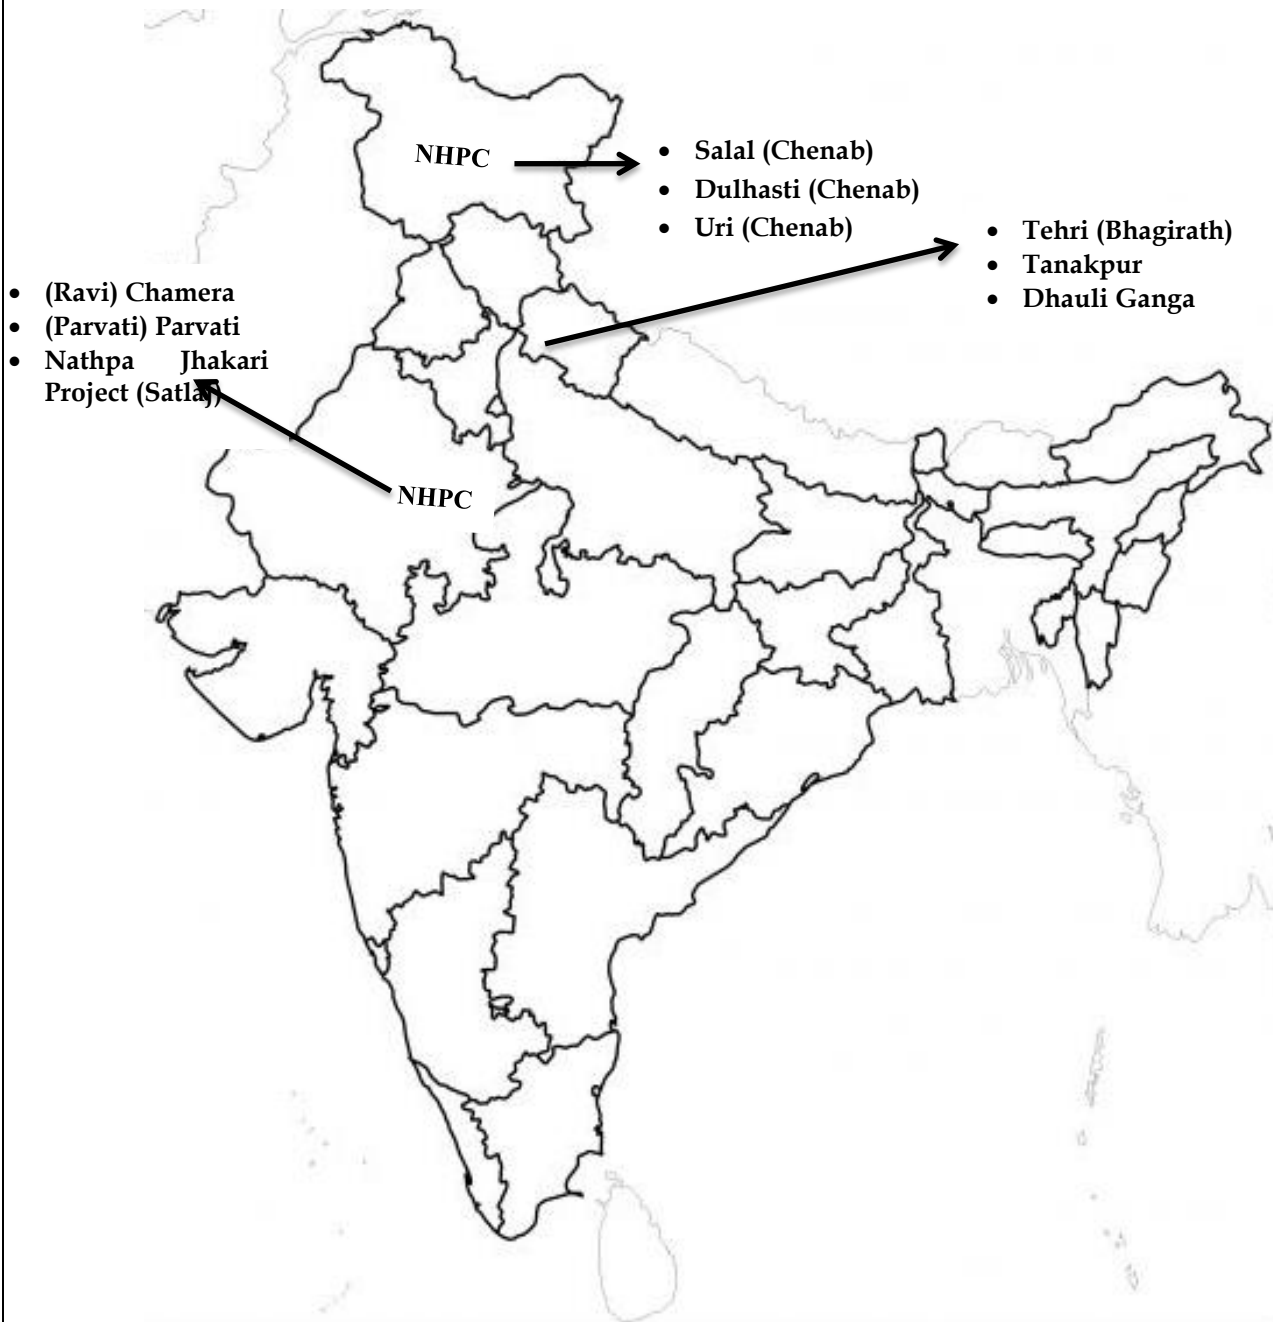 NHPC
• Salal (Chenab)
• Dulhasti (Chenab)
• Uri (Chenab)
• Tehri (Bhagirath)
• Tanakpur
• Dhauli Ganga
• (Ravi) Chamera
• (Parvati) Parvati
• Nathpa Jhakari
Project (Satlaj)
NHPC